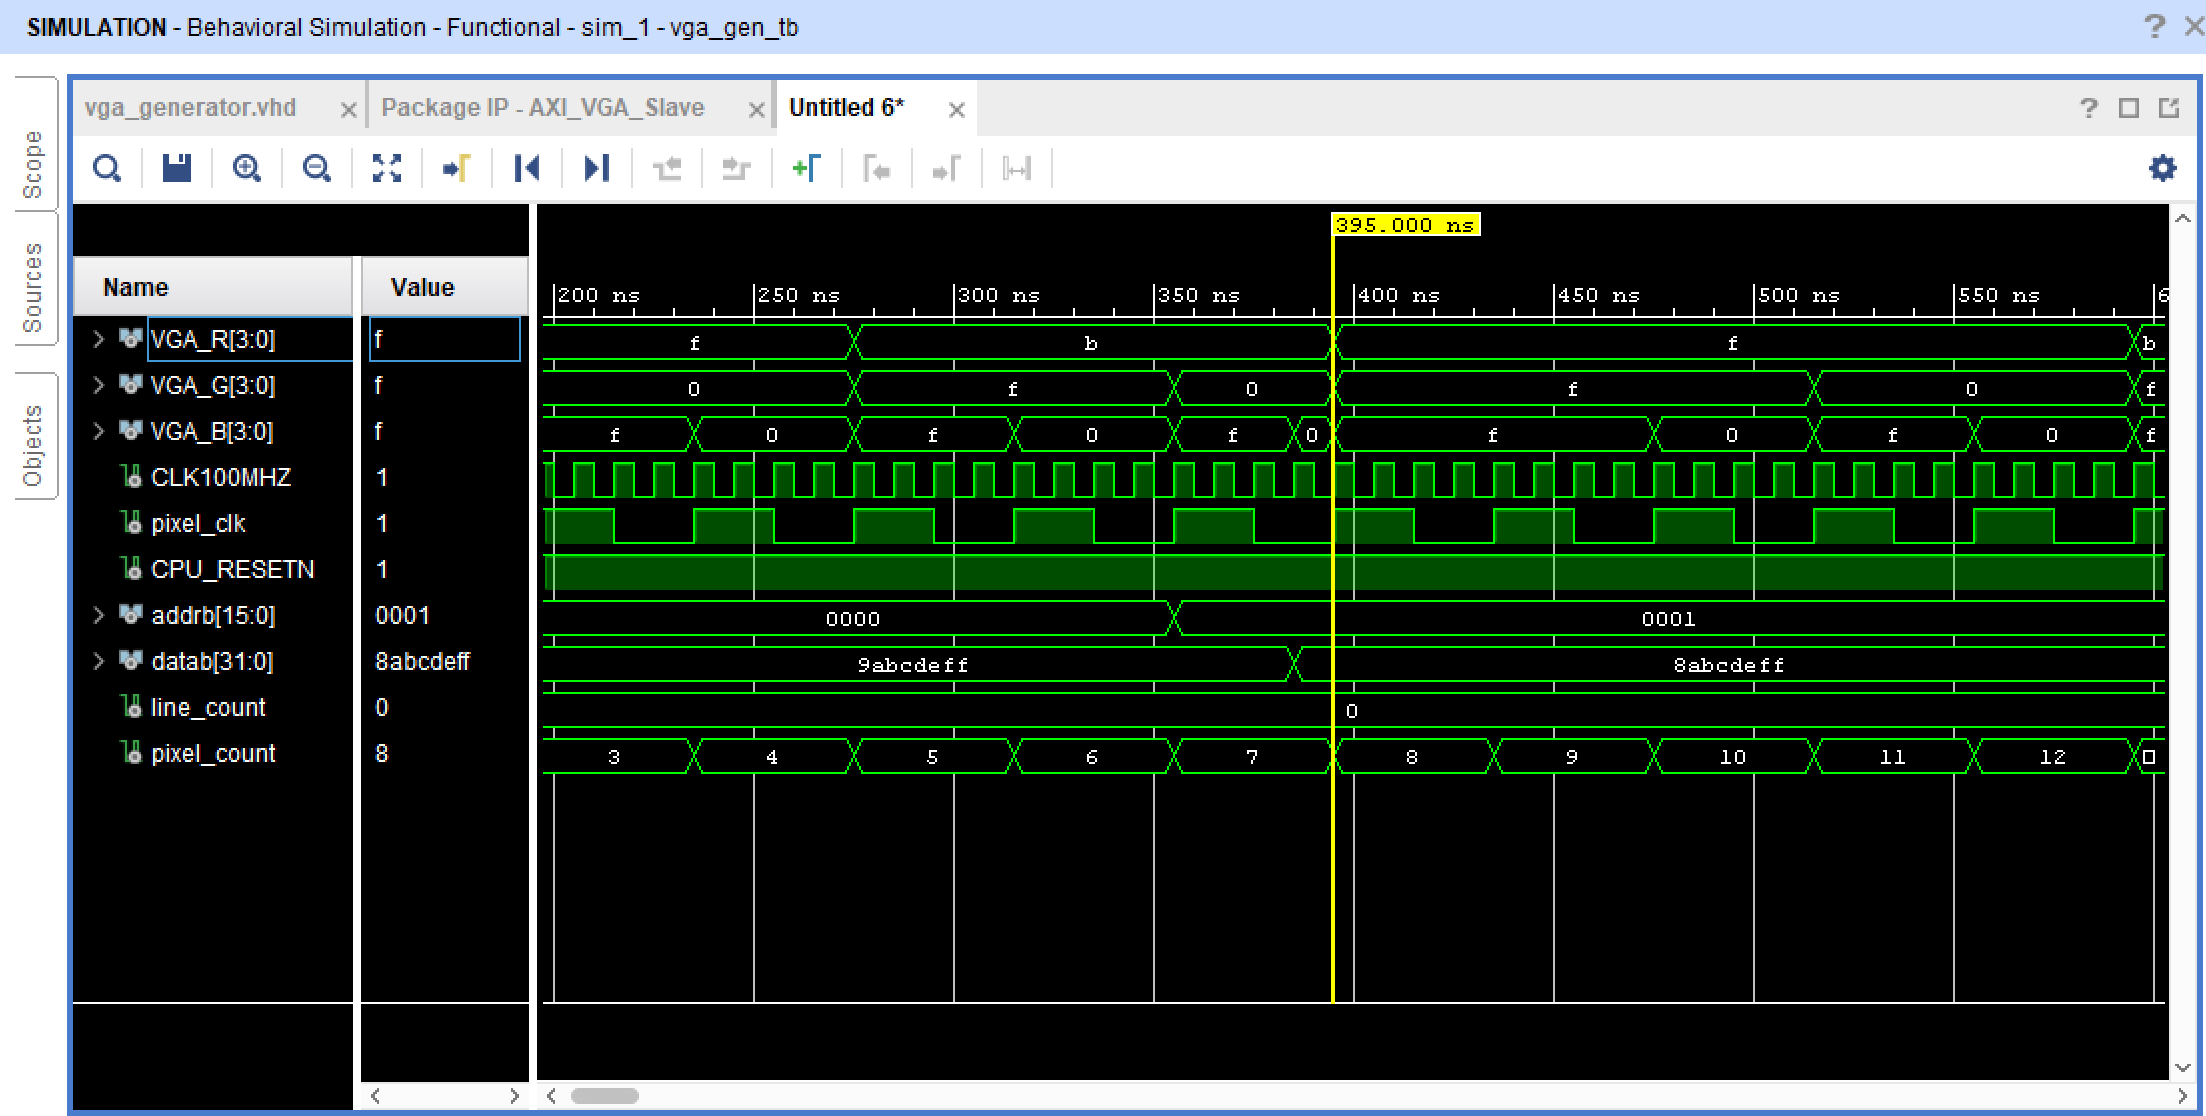 SIMULATION - Behavioral Simulation - Functional - sim_1 - vga_gen_tb
vga_generator.vhd
Package IP - AXI_VGA_Slave
Untitled 6*
Scope
Sources
Objects
395.000 ns
Name Value
200 ns 250 ns 300 ns 350 ns 400 ns 450 ns 500 ns 550 ns 6
VGA_R[3:0] f f b f b
VGA_G[3:0] f 0 f 0 f 0 f
VGA_B[3:0] f f 0 f 0 f 0 f 0 f 0 f
CLK100MHZ 1
pixel_clk 1
CPU_RESETN 1
addrb[15:0] 0001 0000 0001
datab[31:0] 8abcdeff 9abcdeff 8abcdeff
line_count 0 0
pixel_count 8 3 4 5 6 7 8 9 10 11 12